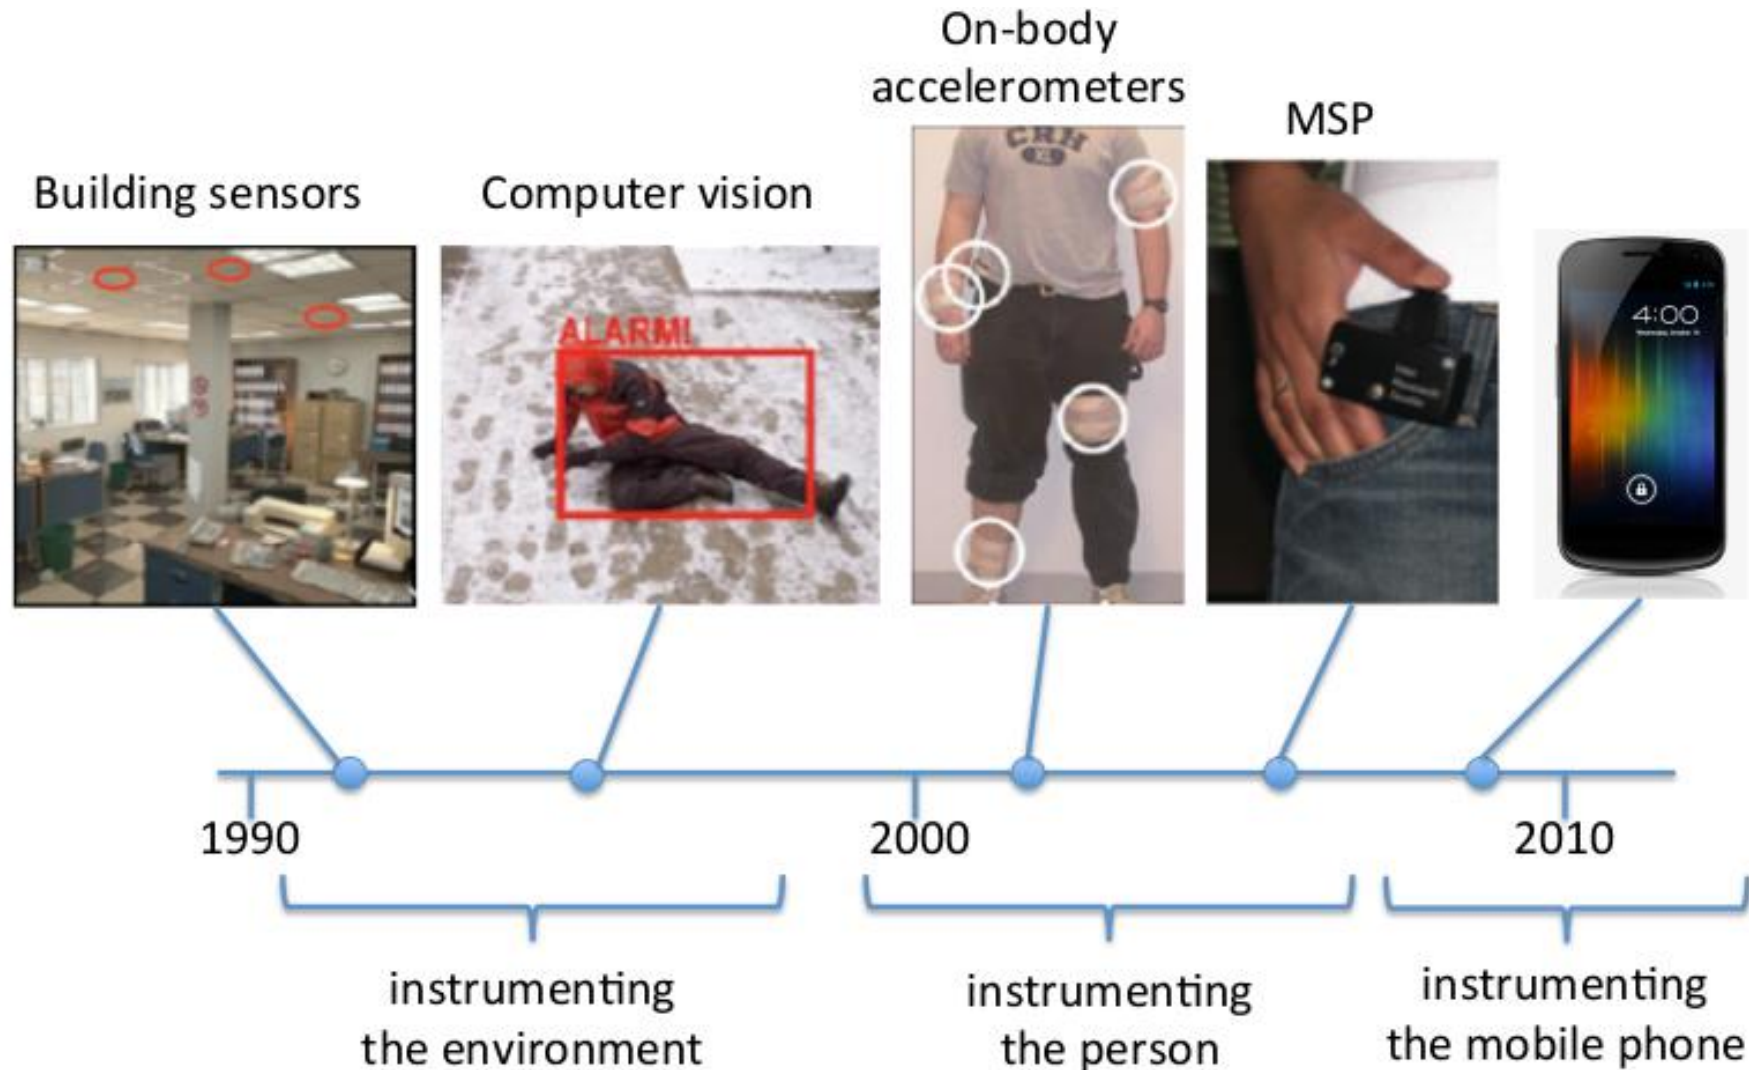 On-body
accelerometers
MSP
Building sensors
Computer vision
CRH
XL
ALARM!
4:00
1990
2000
2010
instrumenting
the environment
instrumenting
the person
instrumenting
the mobile phone